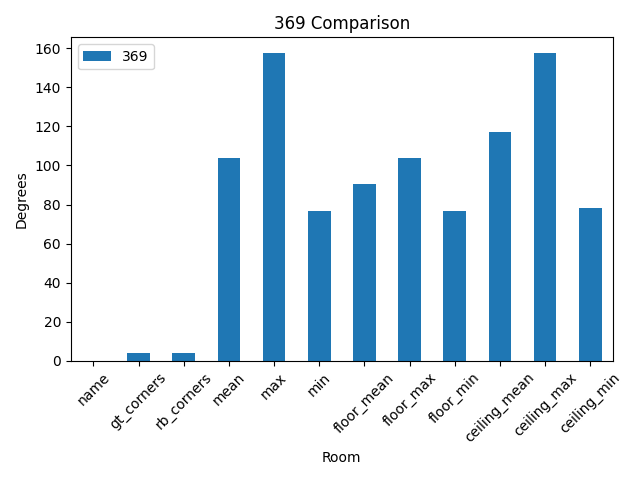 369 Comparison
369
Degrees
160
140
120
100
80
60
40
20
0
name
gt_corners
rb_corners
mean
max
min
floor_mean
floor_max
floor_min
ceiling_mean
ceiling_max
ceiling_min
Room